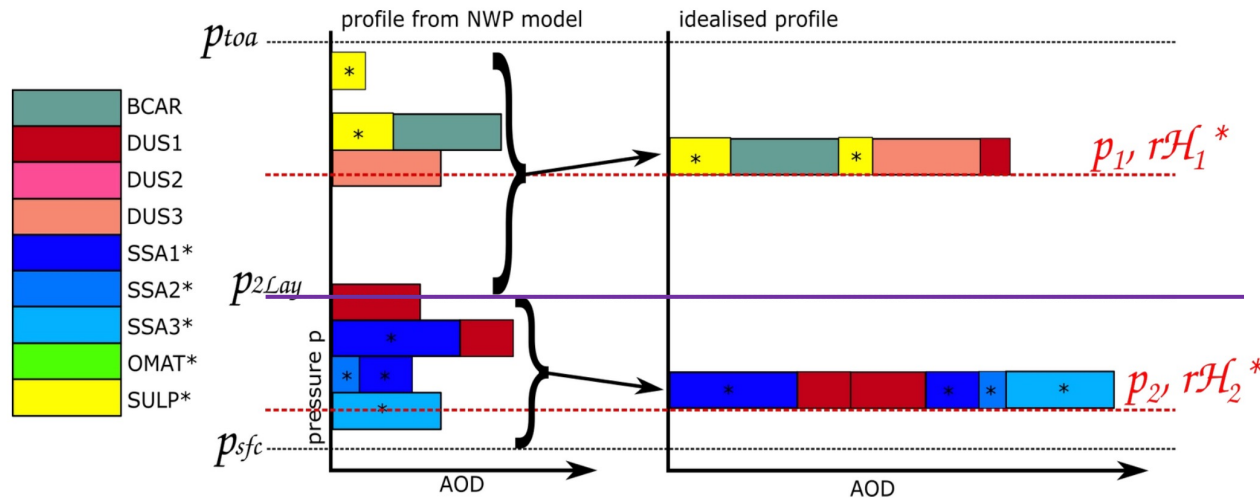 profile from NWP model
idealised profile
p_toa
BCAR
DUS1
DUS2
DUS3
SSA1*
SSA2*
SSA3*
OMAT*
SULP*
*
* 
* *
p_1, rH_1*
p_2Lay
pressure p
*
* *
*
* * * *
p_2, rH_2*
p_sfc
AOD
AOD